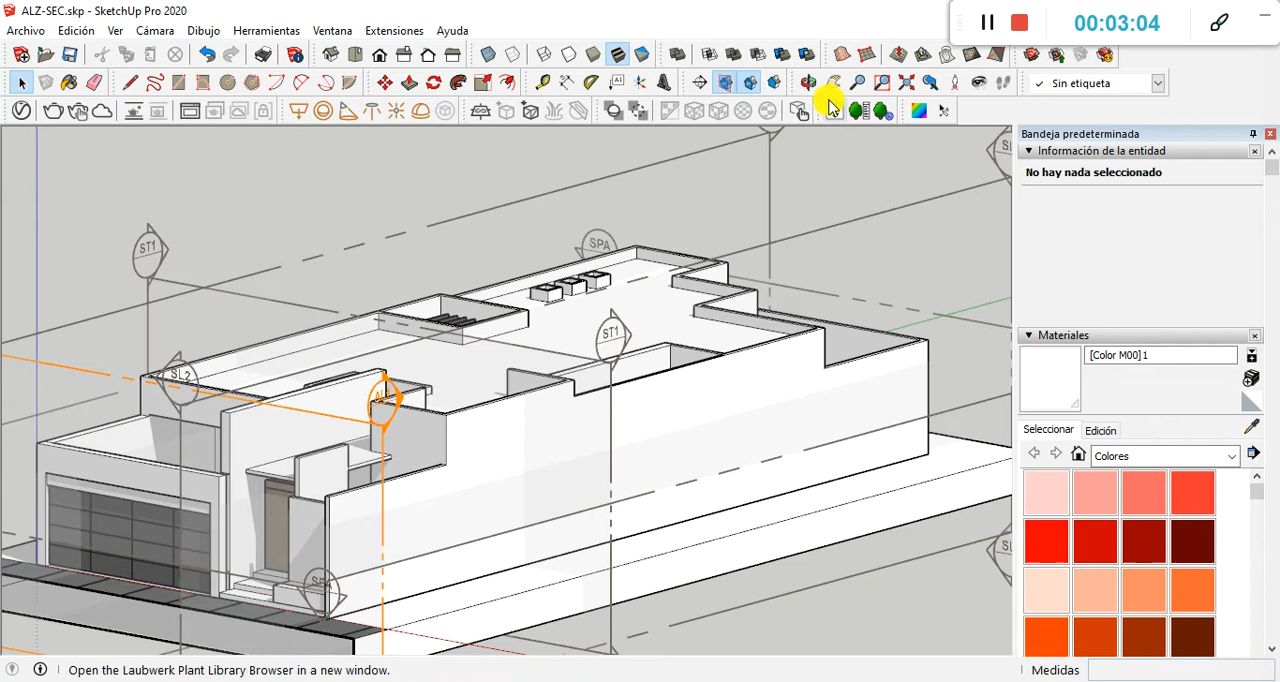 ALZ-SEC.skp - SketchUp Pro 2020
00:03:04
Archivo Edición Ver Cámara Dibujo Herramientas Ventana Extensiones Ayuda
Sin etiqueta
Bandeja predeterminada
Información de la entidad
No hay nada seleccionado
ST1
SPA
ST1
SL2
SPA
Materiales
[Color M00]1
Seleccionar Edición
Colores
Open the Laubwerk Plant Library Browser in a new window.
Medidas